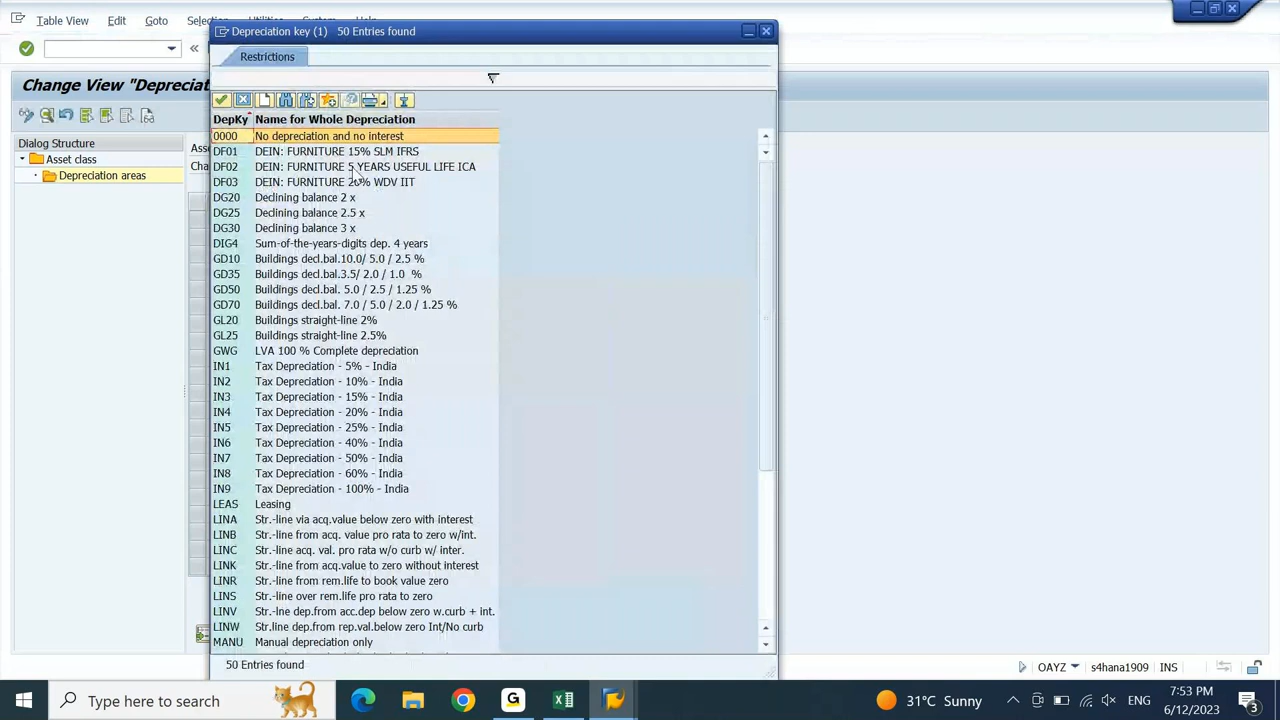 Table View Edit Goto Selection Utilities System Help
Depreciation key (1) 50 Entries found
Restrictions
Change View "Depreciat
DepKy Name for Whole Depreciation
0000 No depreciation and no interest
DF01 DEIN: FURNITURE 15% SLM IFRS
DF02 DEIN: FURNITURE 5 YEARS USEFUL LIFE ICA
DF03 DEIN: FURNITURE 20% WDV IIT
DG20 Declining balance 2 x
DG25 Declining balance 2.5 x
DG30 Declining balance 3 x
DIG4 Sum-of-the-years-digits dep. 4 years
GD10 Buildings decl.bal.10.0/ 5.0 / 2.5 %
GD35 Buildings decl.bal.3.5/ 2.0 / 1.0 %
GD50 Buildings decl.bal. 5.0 / 2.5 / 1.25 %
GD70 Buildings decl.bal. 7.0 / 5.0 / 2.0 / 1.25 %
GL20 Buildings straight-line 2%
GL25 Buildings straight-line 2.5%
GWG LVA 100 % Complete depreciation
IN1 Tax Depreciation - 5% - India
IN2 Tax Depreciation - 10% - India
IN3 Tax Depreciation - 15% - India
IN4 Tax Depreciation - 20% - India
IN5 Tax Depreciation - 25% - India
IN6 Tax Depreciation - 40% - India
IN7 Tax Depreciation - 50% - India
IN8 Tax Depreciation - 60% - India
IN9 Tax Depreciation - 100% - India
LEAS Leasing
LINA Str.-line via acq.value below zero with interest
LINB Str.-line from acq. value pro rata to zero w/int.
LINC Str.-line acq. val. pro rata w/o curb w/ inter.
LINK Str.-line from acq.value to zero without interest
LINR Str.-line from rem.life to book value zero
LINS Str.-line over rem.life pro rata to zero
LINV Str.-lne dep.from acc.dep below zero w.curb + int.
LINW Str.line dep.from rep.val.below zero Int/No curb
MANU Manual depreciation only
50 Entries found
Dialog Structure
Asset class
Depreciation areas
Asse
Cha
OAYZ s4hana1909 INS
Type here to search
31°C Sunny
ENG
7:53 PM
6/12/2023
3